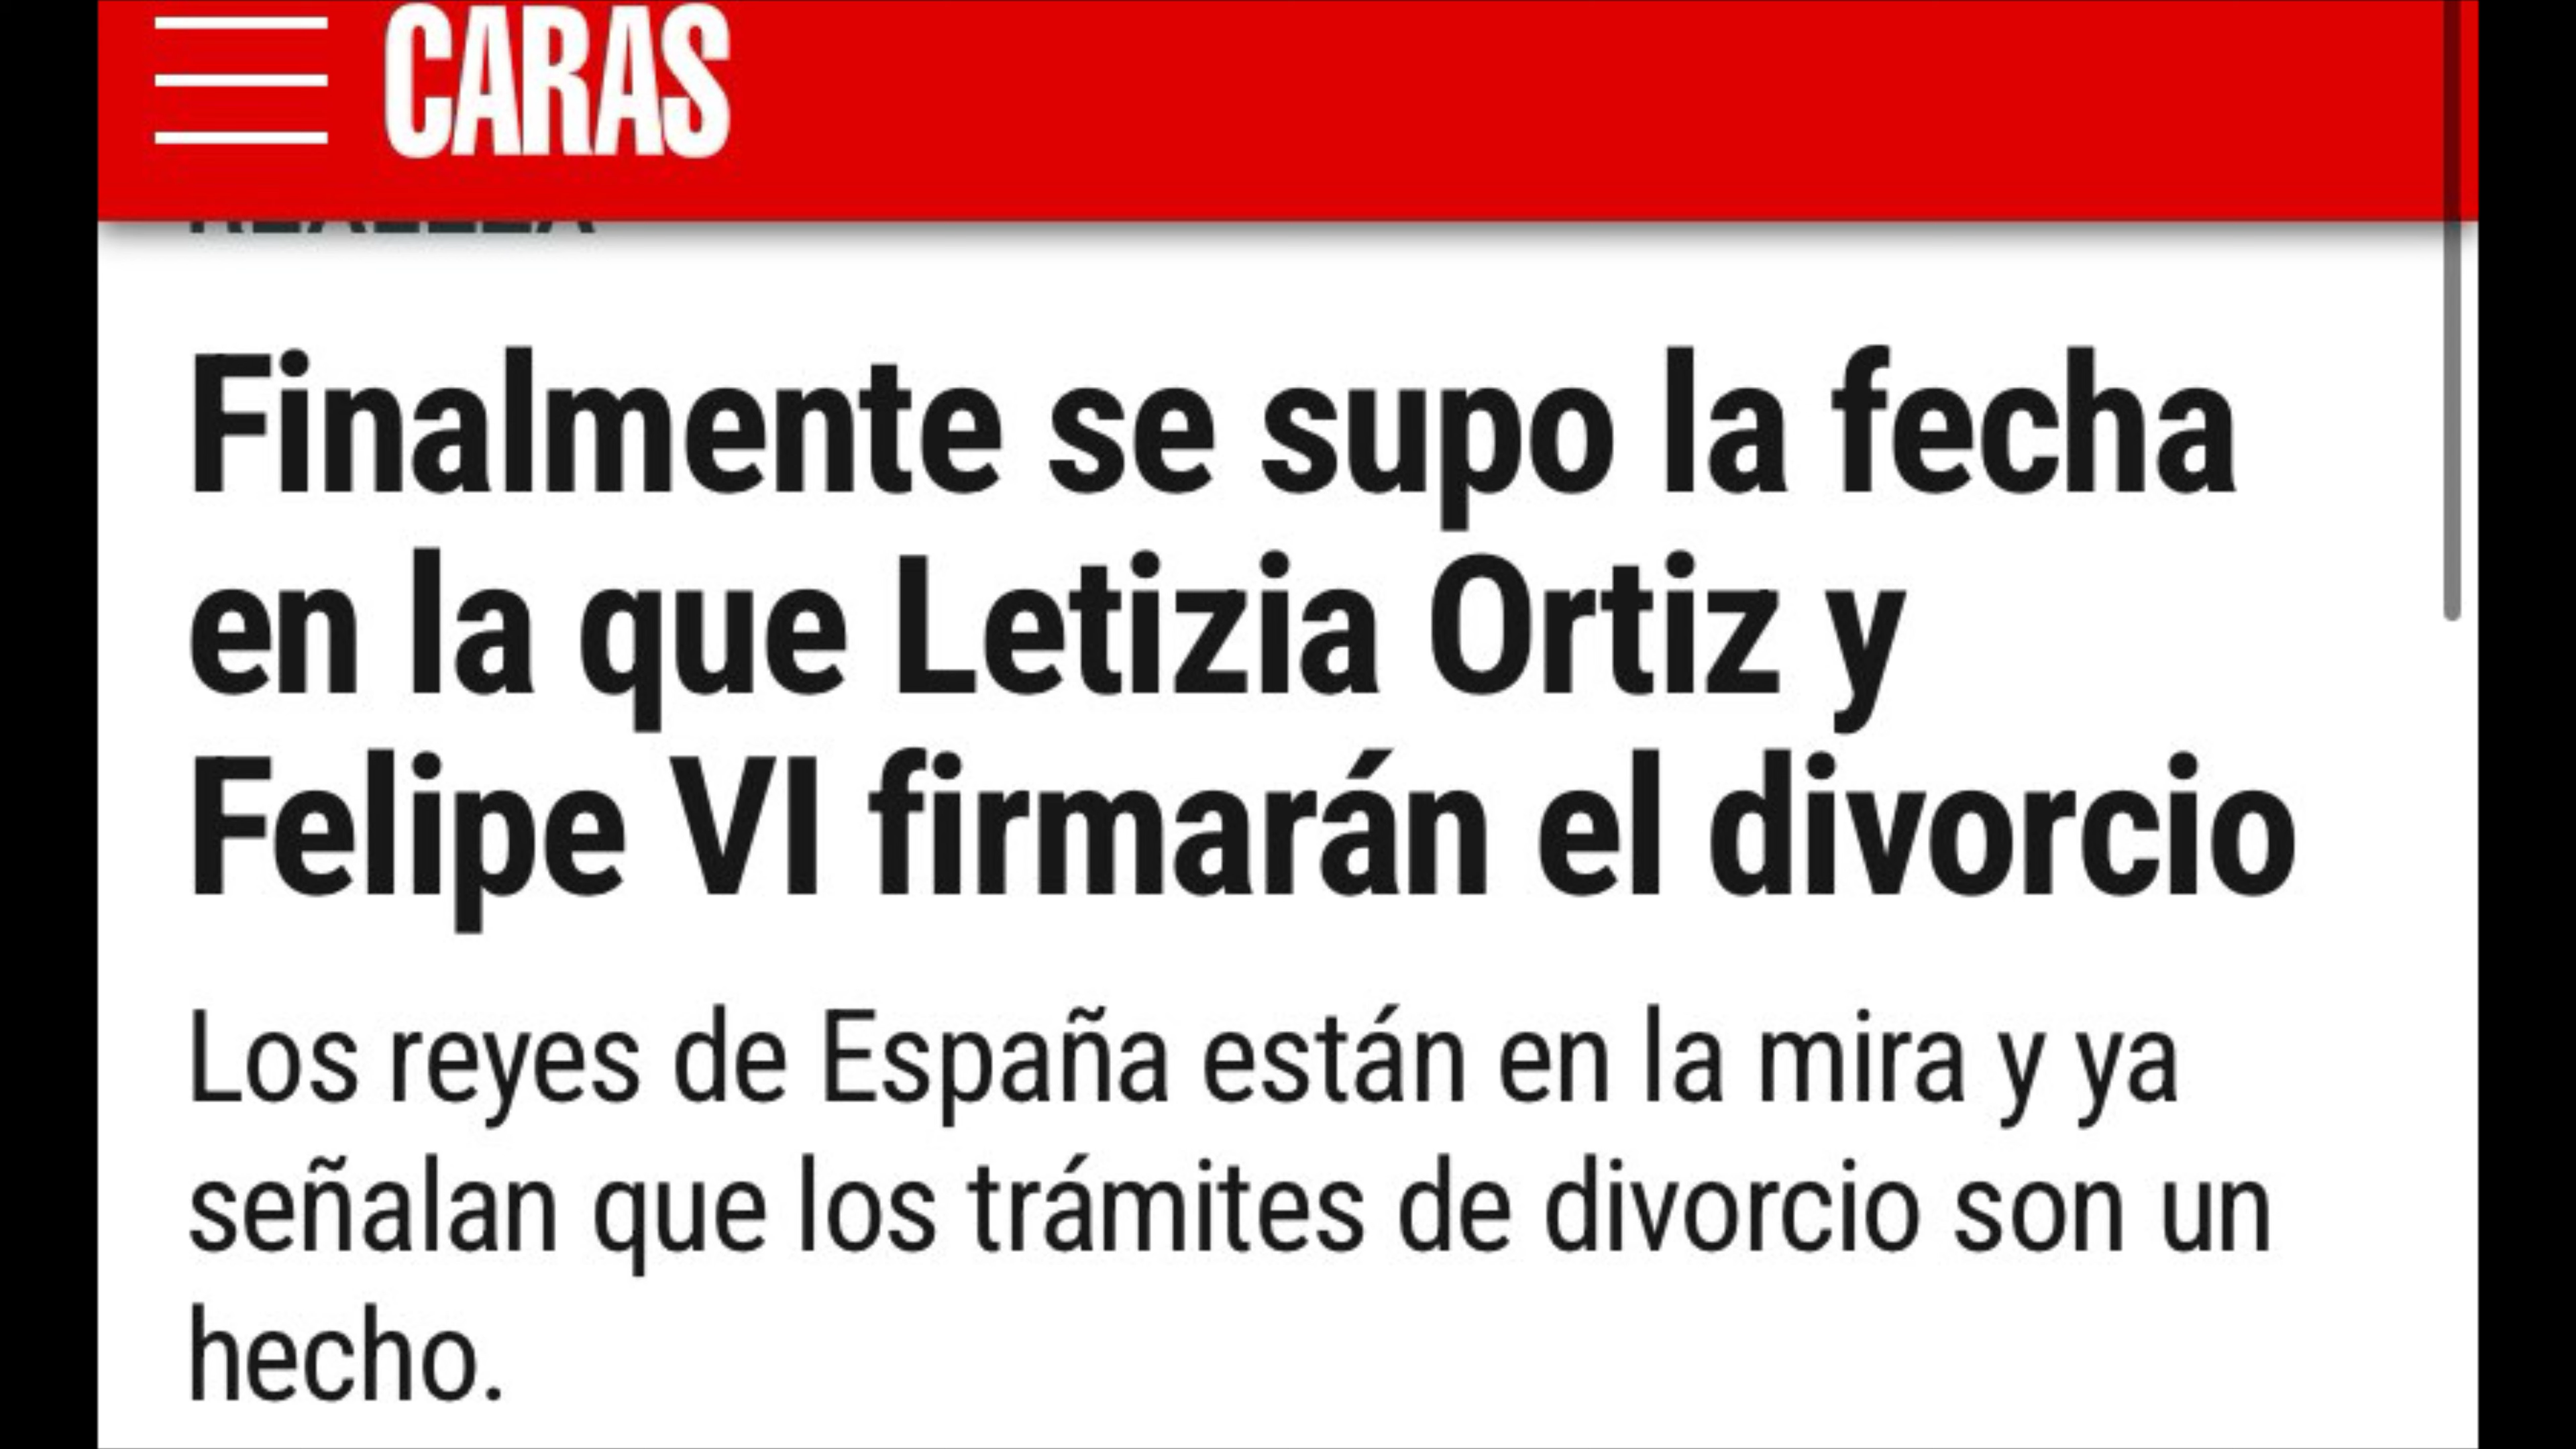 CARAS
Finalmente se supo la fecha
en la que Letizia Ortiz y
Felipe VI firmarán el divorcio
Los reyes de España están en la mira y ya
señalan que los trámites de divorcio son un
hecho.